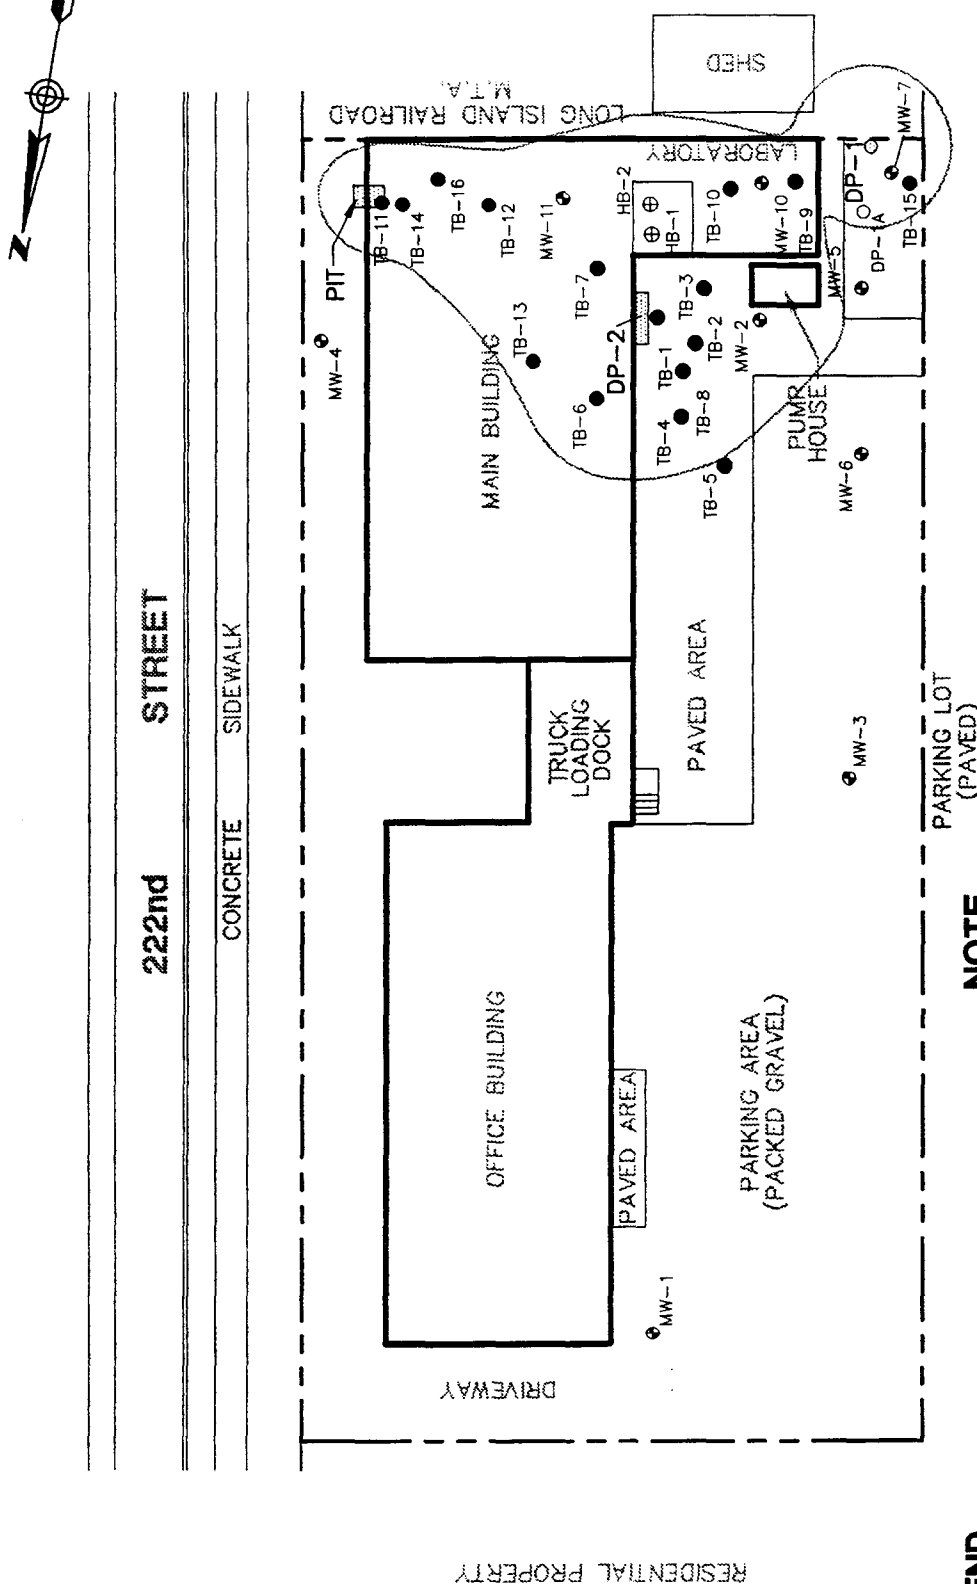 N
222nd STREET
CONCRETE SIDEWALK
LONG ISLAND RAILROAD
M.T.A.
SHED
LABORATORY
PIT
MW-4
TB-11
TB-14
TB-16
TB-12
MW-11
HB-2
HB-1
TB-10
MW-10
TB-9
DP-1
MW-7
DP-1A
TB-15
MW-5
TB-7
TB-13
TB-6
DP-2
TB-3
TB-2
TB-1
MW-2
TB-8
TB-4
TB-5
PUMP
HOUSE
MW-6
MAIN BUILDING
TRUCK
LOADING
DOCK
PAVED AREA
MW-3
PARKING LOT
(PAVED)
NOTE
OFFICE BUILDING
PAVED AREA
PARKING AREA
(PACKED GRAVEL)
MW-1
DRIVEWAY
RESIDENTIAL PROPERTY